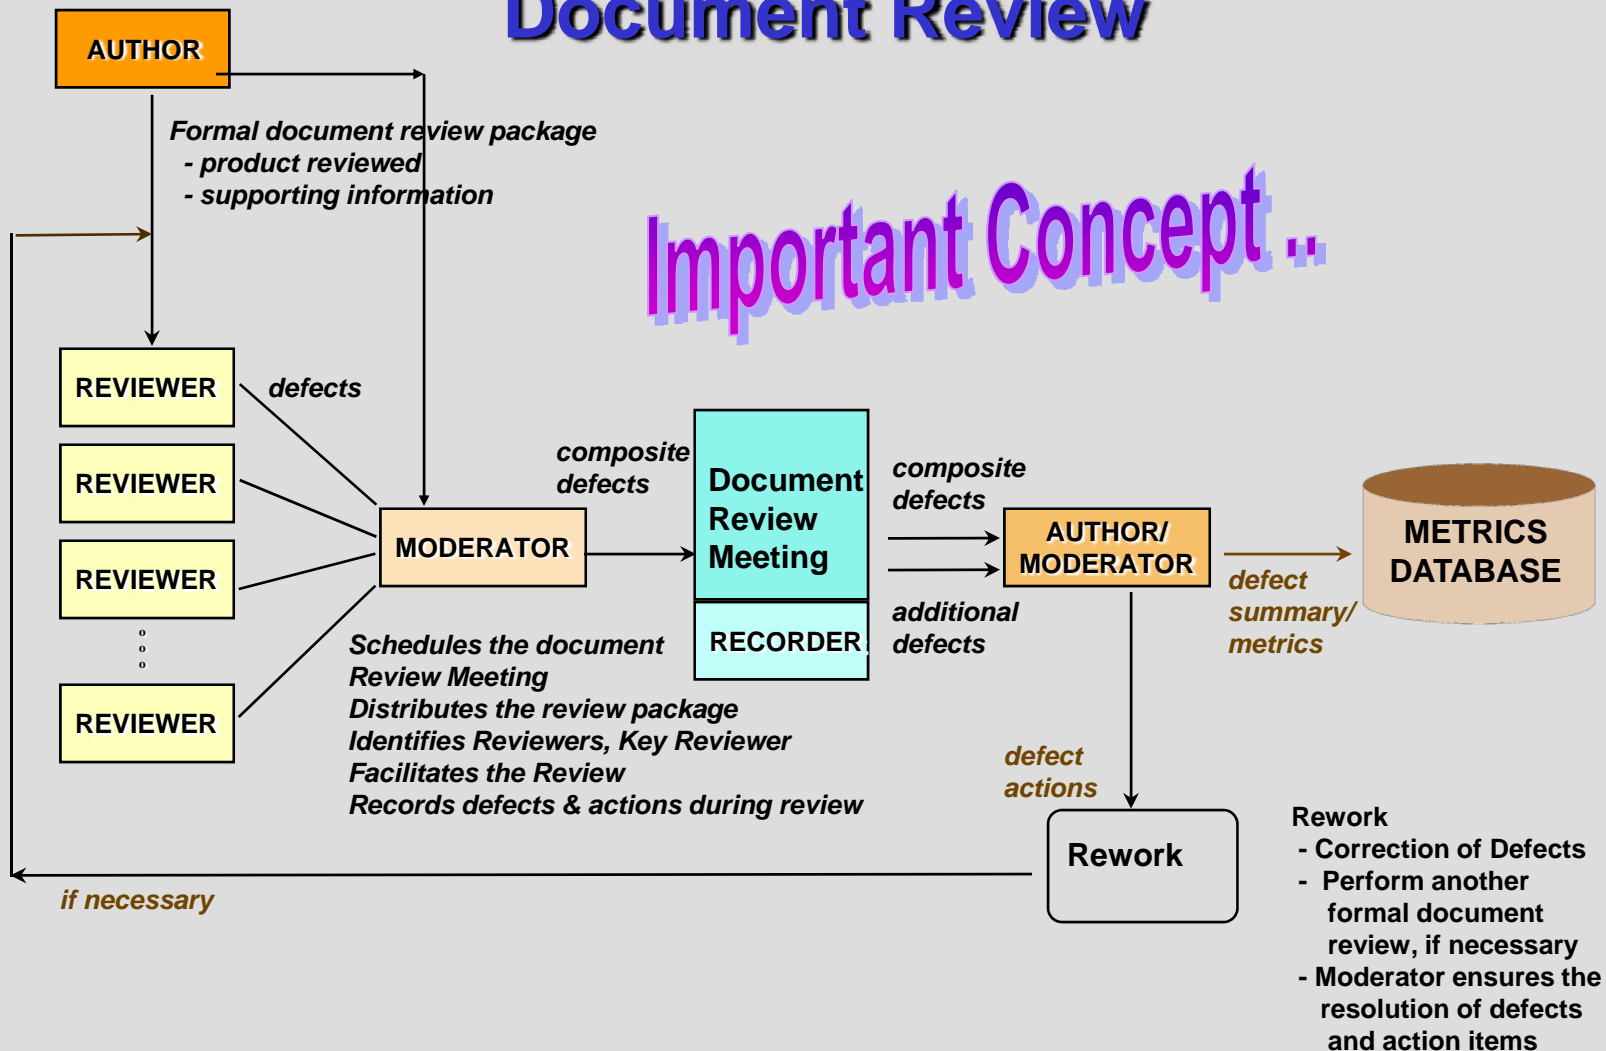 Document Review
AUTHOR
Formal document review package
- product reviewed
- supporting information
Important Concept ..
REVIEWER
defects
REVIEWER
REVIEWER
o
o
o
REVIEWER
MODERATOR
Schedules the document
Review Meeting
Distributes the review package
Identifies Reviewers, Key Reviewer
Facilitates the Review
Records defects & actions during review
composite
defects
Document
Review
Meeting
RECORDER
composite
defects
additional
defects
AUTHOR/
MODERATOR
defect
summary/
metrics
METRICS
DATABASE
defect
actions
Rework
if necessary
Rework
- Correction of Defects
- Perform another
formal document
review, if necessary
- Moderator ensures the
resolution of defects
and action items